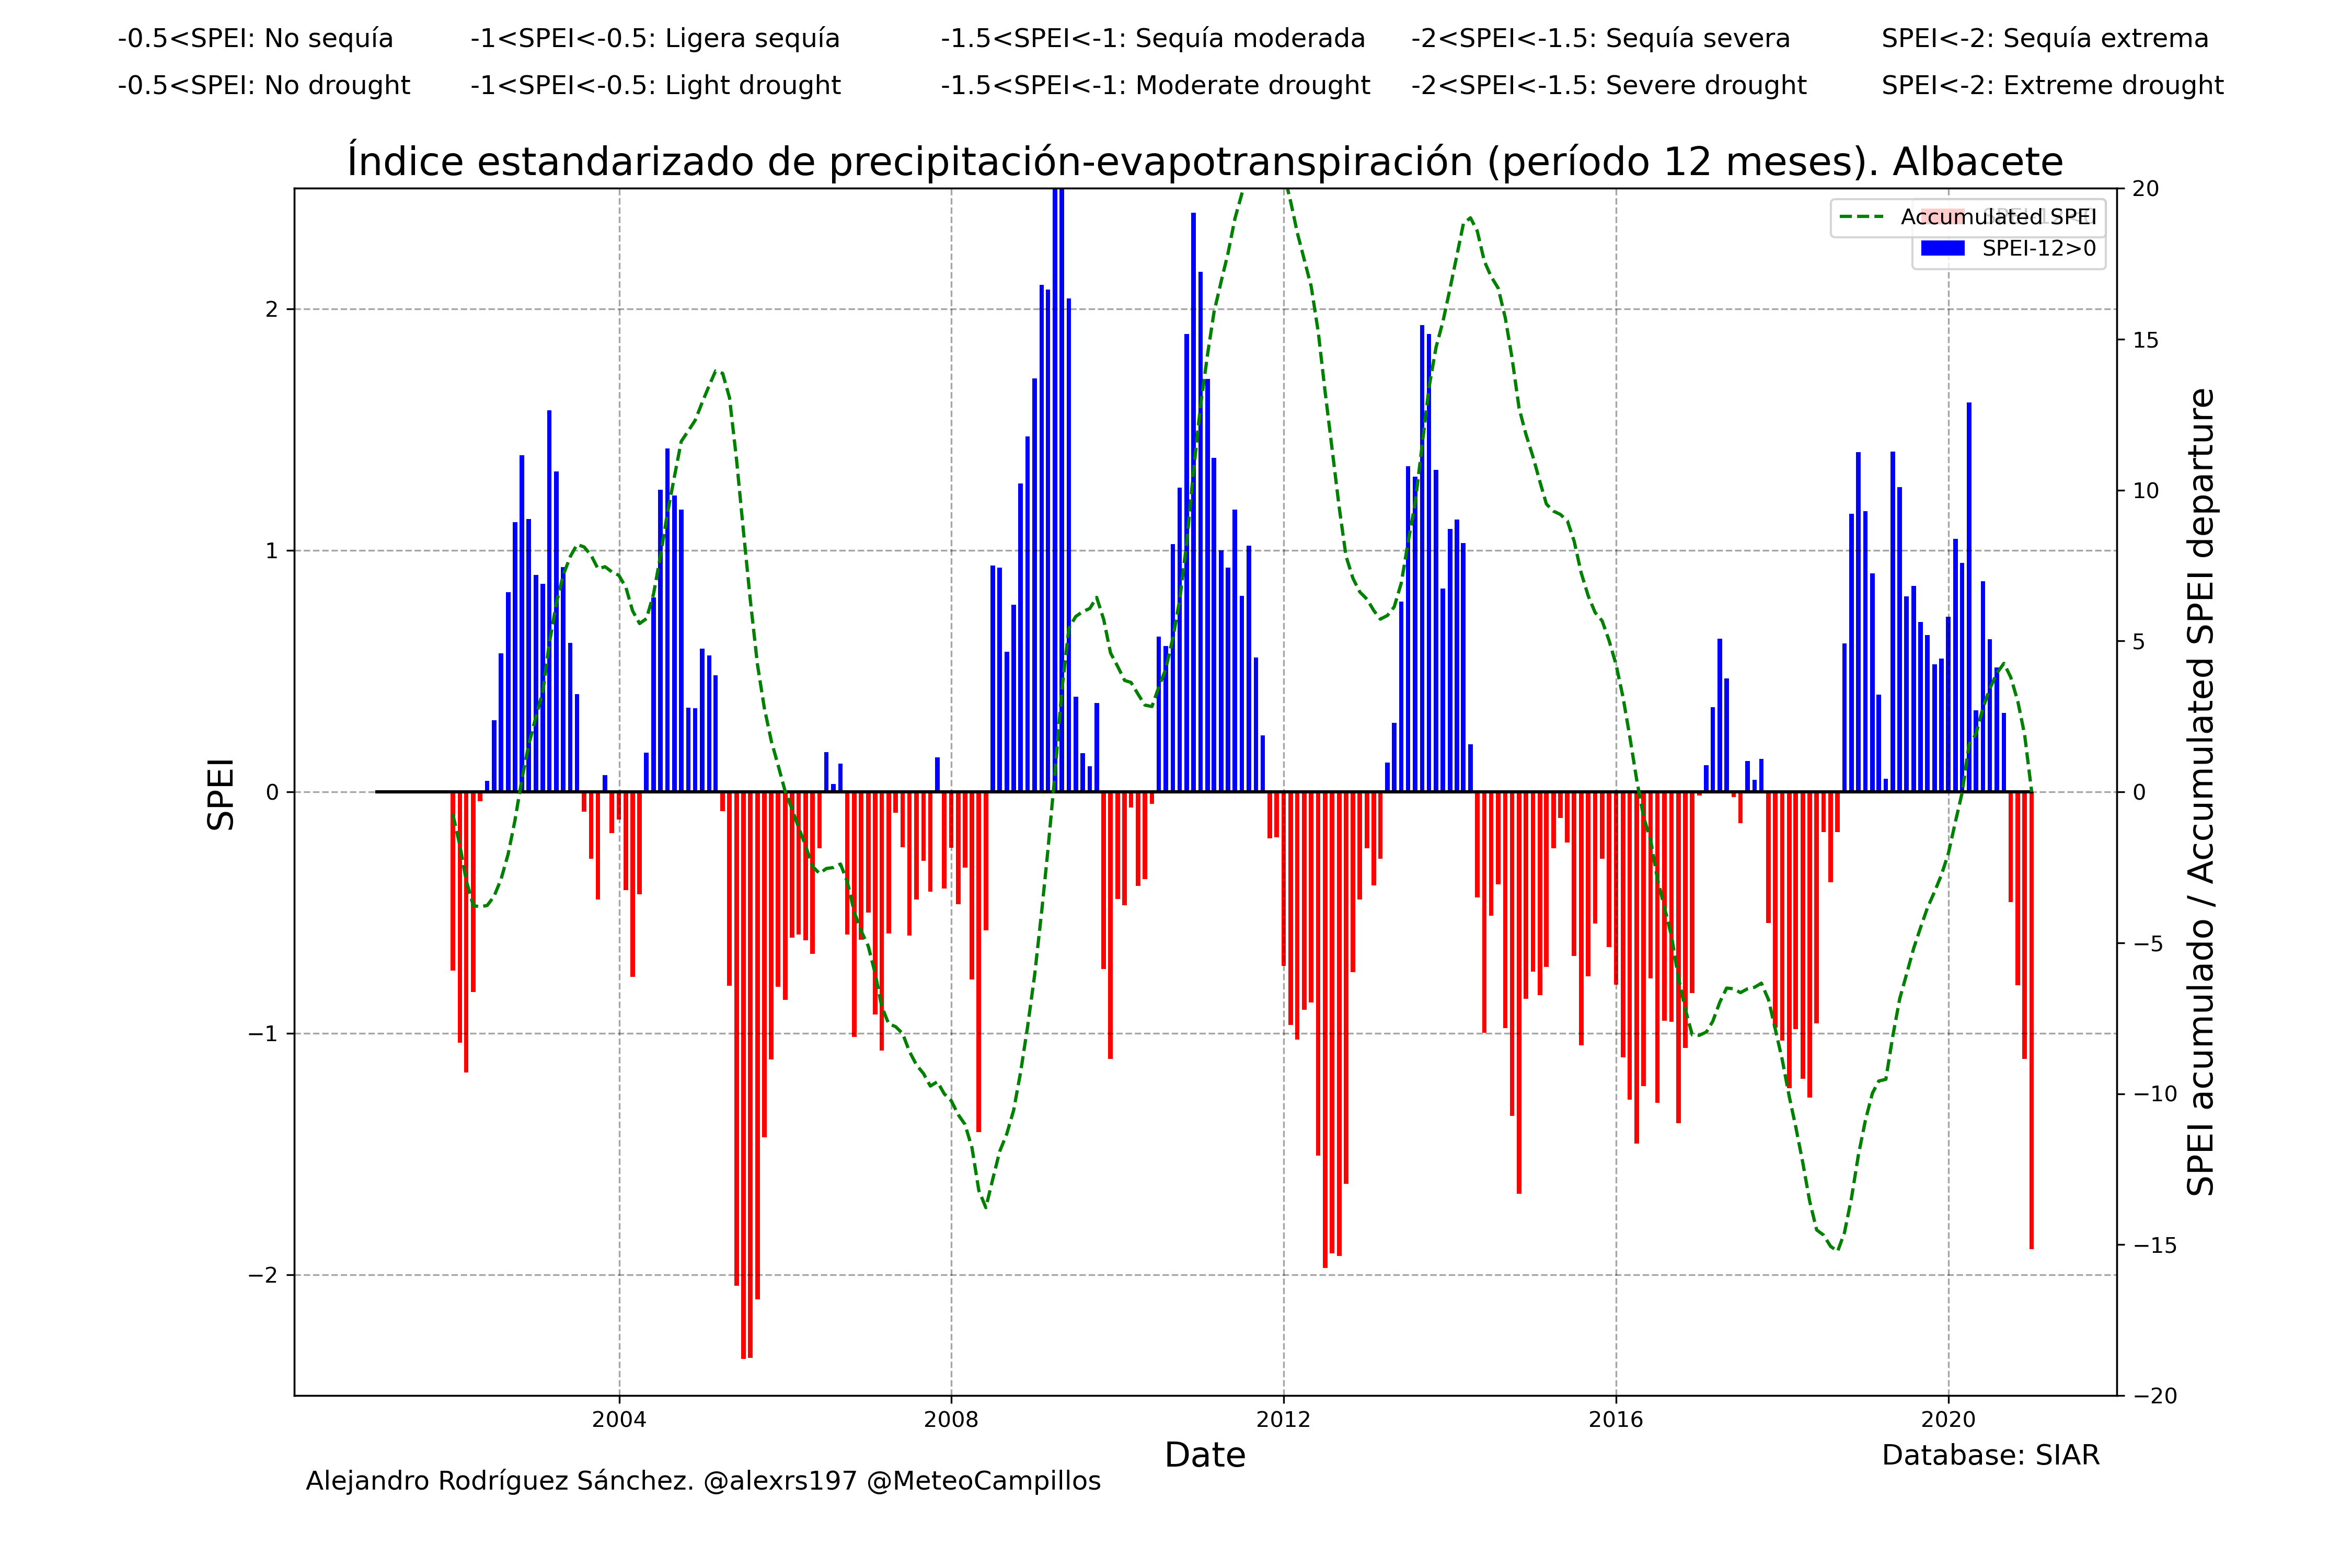 -0.5<SPEI: No sequía -1<SPEI<-0.5: Ligera sequía -1.5<SPEI<-1: Sequía moderada -2<SPEI<-1.5: Sequía severa SPEI<-2: Sequía extrema
-0.5<SPEI: No drought -1<SPEI<-0.5: Light drought -1.5<SPEI<-1: Moderate drought -2<SPEI<-1.5: Severe drought SPEI<-2: Extreme drought
Índice estandarizado de precipitación-evapotranspiración (período 12 meses). Albacete
Accumulated SPEI
SPEI-12>0
SPEI
2
1
0
−1
−2
20
15
10
5
0
−5
−10
−15
−20
SPEI acumulado / Accumulated SPEI departure
2004 2008 2012 2016 2020
Date
Database: SIAR
Alejandro Rodríguez Sánchez. @alexrs197 @MeteoCampillos